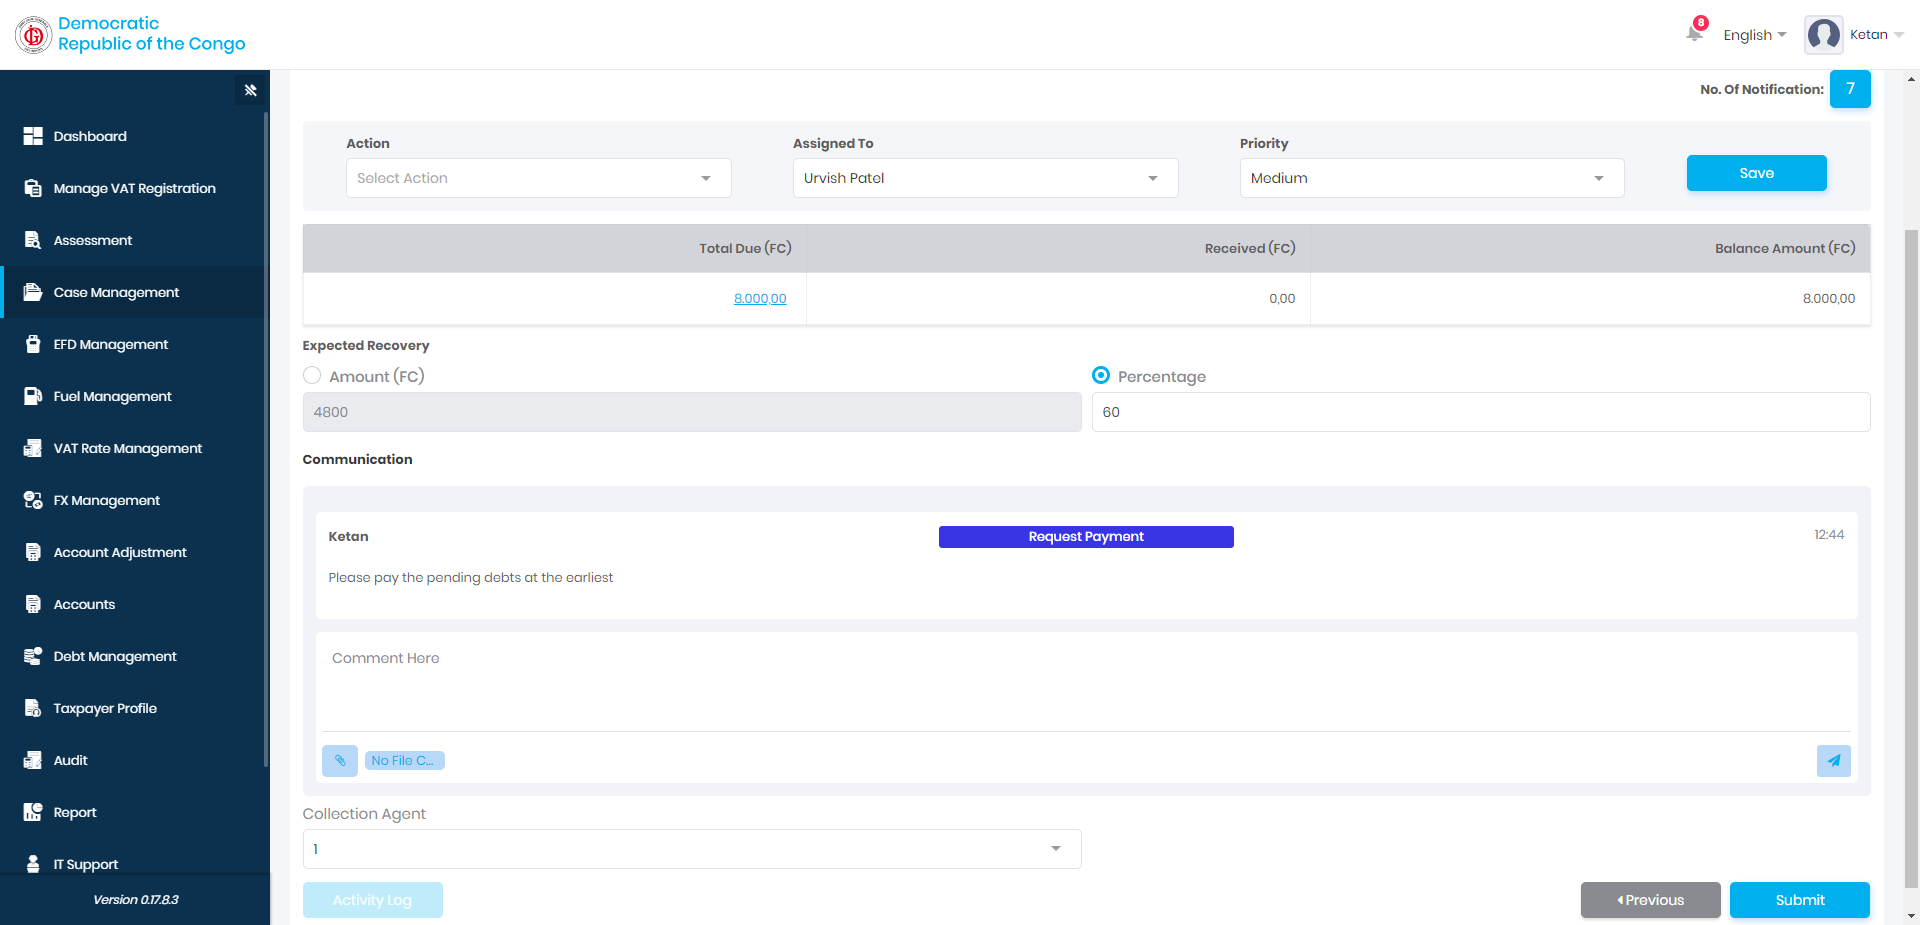 Democratic
Republic of the Congo
8
English
Ketan
No. Of Notification: 7
Dashboard
Manage VAT Registration
Assessment
Case Management
EFD Management
Fuel Management
VAT Rate Management
FX Management
Account Adjustment
Accounts
Debt Management
Taxpayer Profile
Audit
Report
IT Support
Version 0.17.8.3
Action Assigned To Priority
Select Action Urvish Patel Medium Save
Total Due (FC) Received (FC) Balance Amount (FC)
8.000,00 0,00 8.000,00
Expected Recovery
Amount (FC) Percentage
4800 60
Communication
Ketan Request Payment 12:44
Please pay the pending debts at the earliest
Comment Here
No File C...
Collection Agent
1
Activity Log Previous Submit